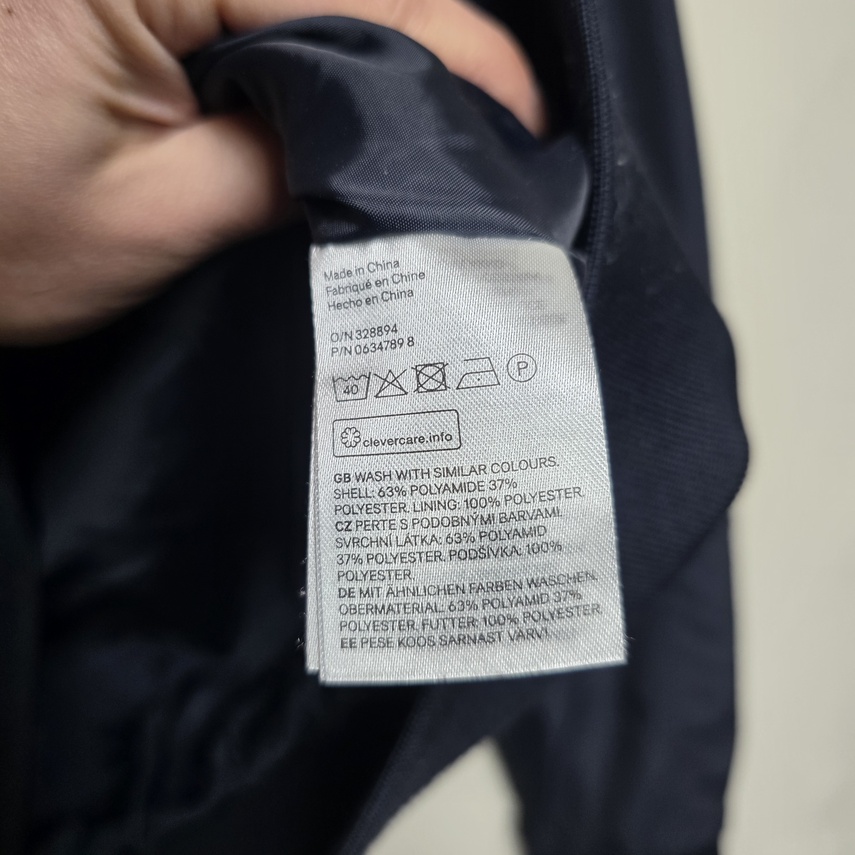 Made in China
Fabriqué en Chine
Hecho en China
O/N 328894
P/N 0634789 8
40 P
clevercare.info
GB WASH WITH SIMILAR COLOURS.
SHELL: 63% POLYAMIDE 37%
POLYESTER. LINING: 100% POLYESTER.
CZ PERTE S PODOBNÝMI BARVAMI.
SVRCHNÍ LÁTKA: 63% POLYAMID
37% POLYESTER. PODŠÍVKA: 100%
POLYESTER.
DE MIT ÄHNLICHEN FARBEN WASCHEN.
OBERMATERIAL: 63% POLYAMID 37%
POLYESTER. FUTTER: 100% POLYESTER.
EE PESE KOOS SARNAST VÄRVI